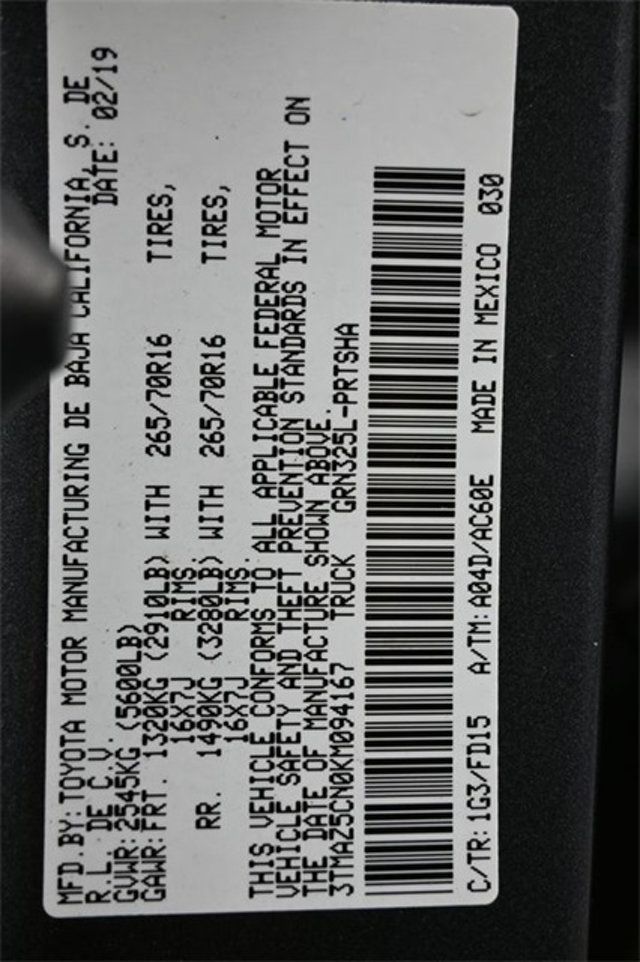 MFD.BY: TOYOTA MOTOR MANUFACTURING DE BAJA CALIFORNIA, S. DE
R.L. DE C.V. DATE: 02/19
GVWR: 2545KG (5600LB)
GAWR: FRT. 1320KG (2910LB) WITH 265/70R16 TIRES,
16X7J RIMS.
RR. 1490KG (3280LB) WITH 265/70R16 TIRES,
16X7J RIMS.
THIS VEHICLE CONFORMS TO ALL APPLICABLE FEDERAL MOTOR
VEHICLE SAFETY AND THEFT PREVENTION STANDARDS IN EFFECT ON
THE DATE OF MANUFACTURE SHOWN ABOVE.
3TMAZ5CN0KM094167 TRUCK GRN325L-PRTSHA
C/TR: 1G3/FD15 A/TM: A04D/AC60E MADE IN MEXICO 030